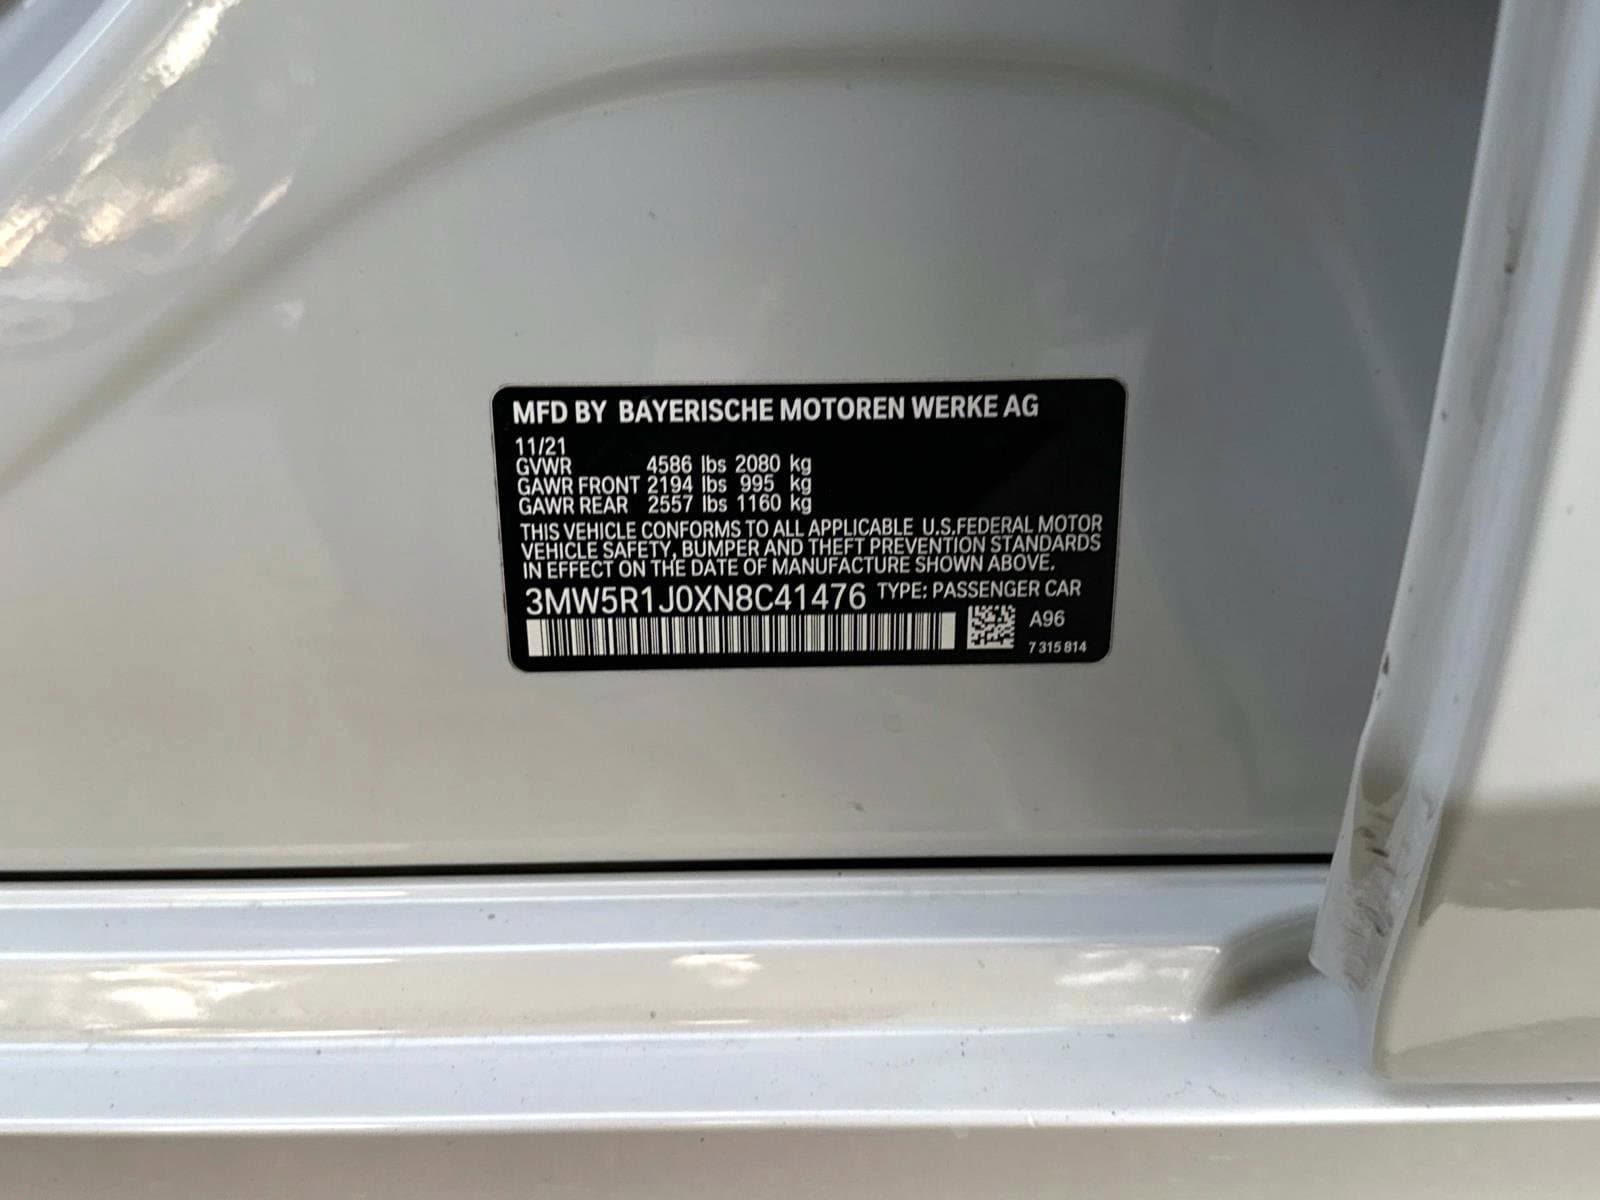 MFD BY BAYERISCHE MOTOREN WERKE AG
11/21
GVWR 4586 lbs 2080 kg
GAWR FRONT 2194 lbs 995 kg
GAWR REAR 2557 lbs 1160 kg
THIS VEHICLE CONFORMS TO ALL APPLICABLE U.S.FEDERAL MOTOR
VEHICLE SAFETY, BUMPER AND THEFT PREVENTION STANDARDS
IN EFFECT ON THE DATE OF MANUFACTURE SHOWN ABOVE.
3MW5R1J0XN8C41476 TYPE: PASSENGER CAR
A96
7 315 814